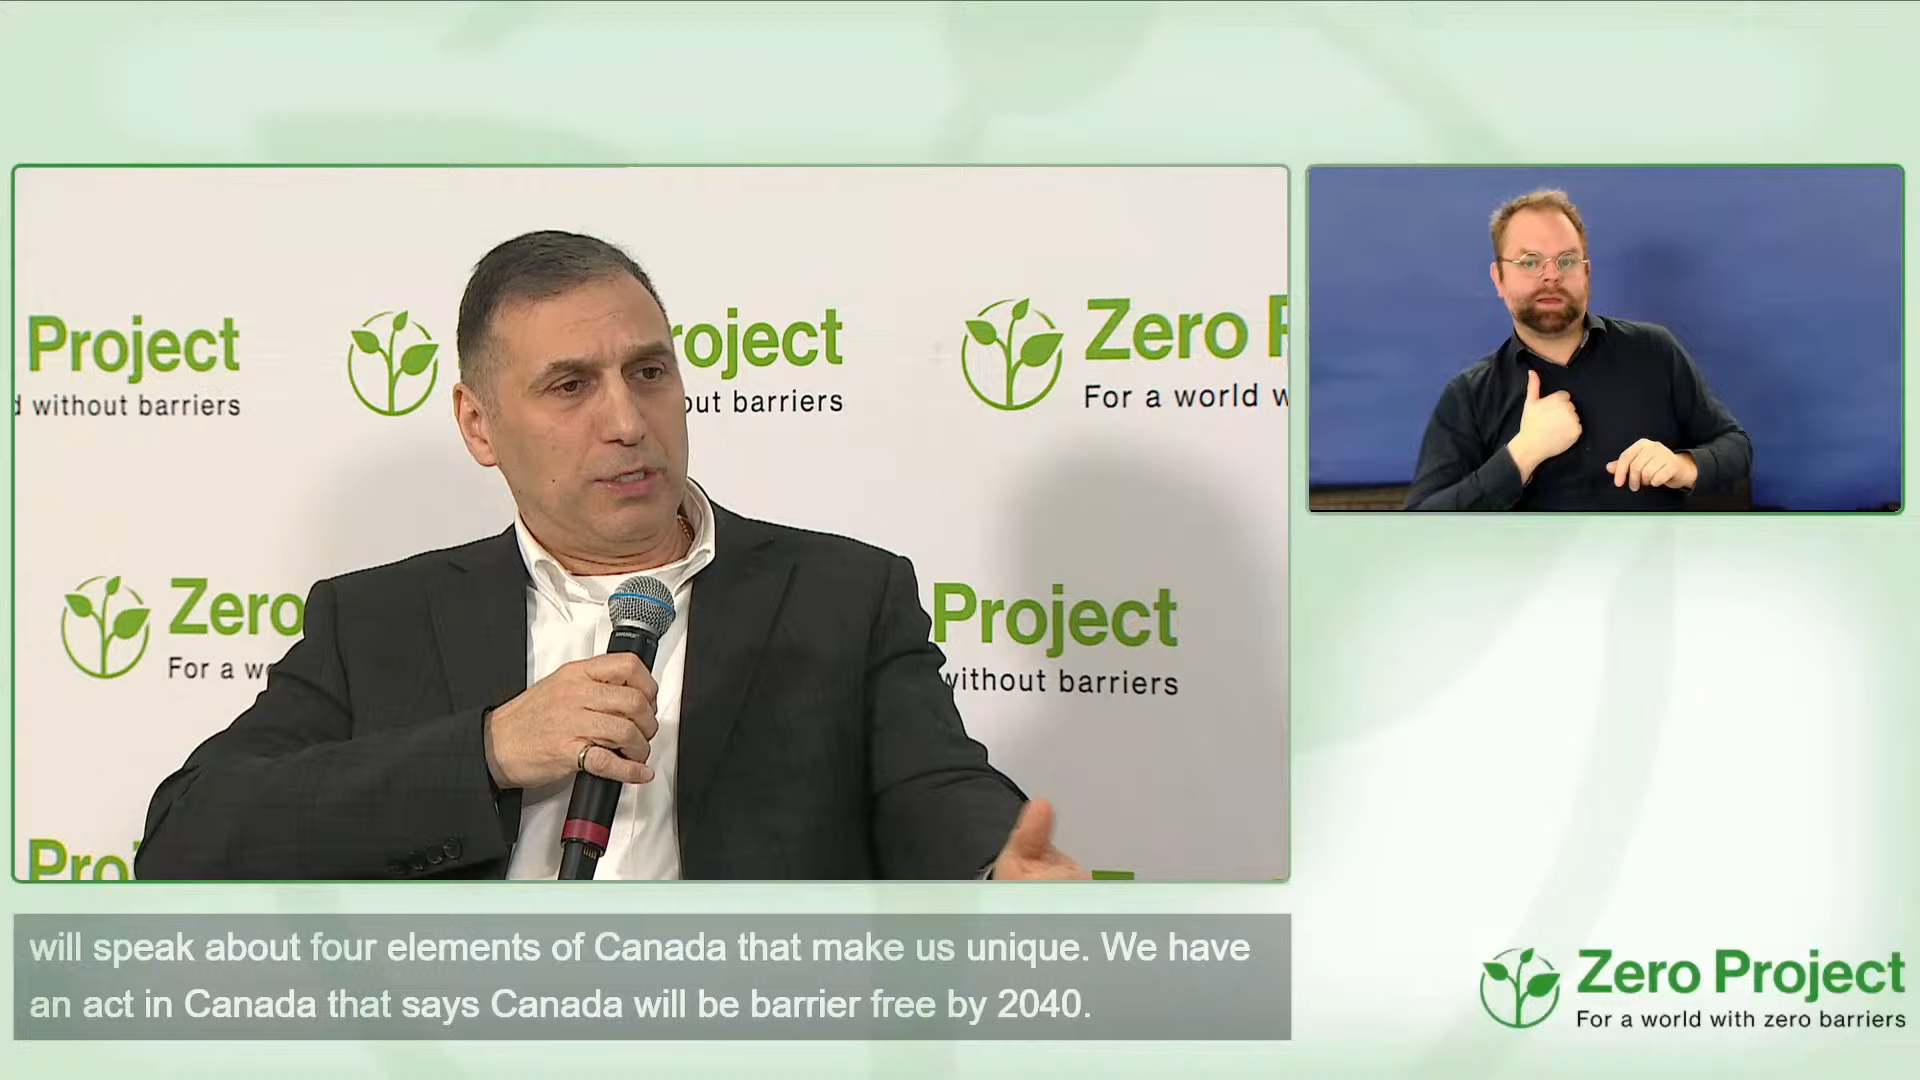 Project
d without barriers
roject
out barriers
Zero P
For a world w
Zero
For a wo
Project
without barriers
Proj
will speak about four elements of Canada that make us unique. We have
an act in Canada that says Canada will be barrier free by 2040.
Zero Project
For a world with zero barriers